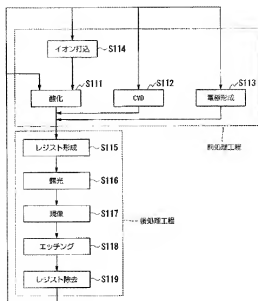 イオン打込
S114
酸化
S111
CVD
S112
電極形成
S113
前処理工程
レジスト形成
S115
露光
S116
現像
S117
後処理工程
エッチング
S118
レジスト除去
S119